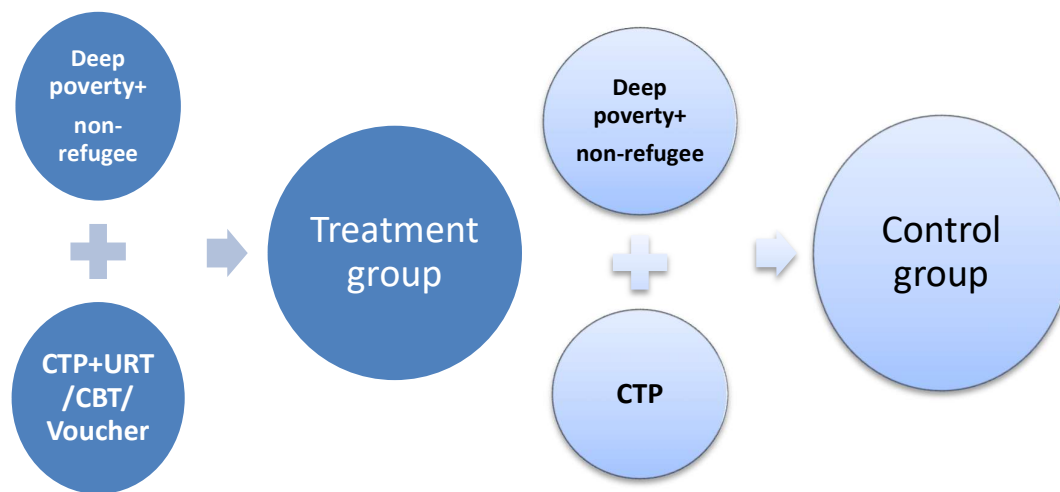 Deep
poverty+
non-
refugee
CTP+URT
/CBT/
Voucher
Treatment
group
Deep
poverty+
non-refugee
CTP
Control
group